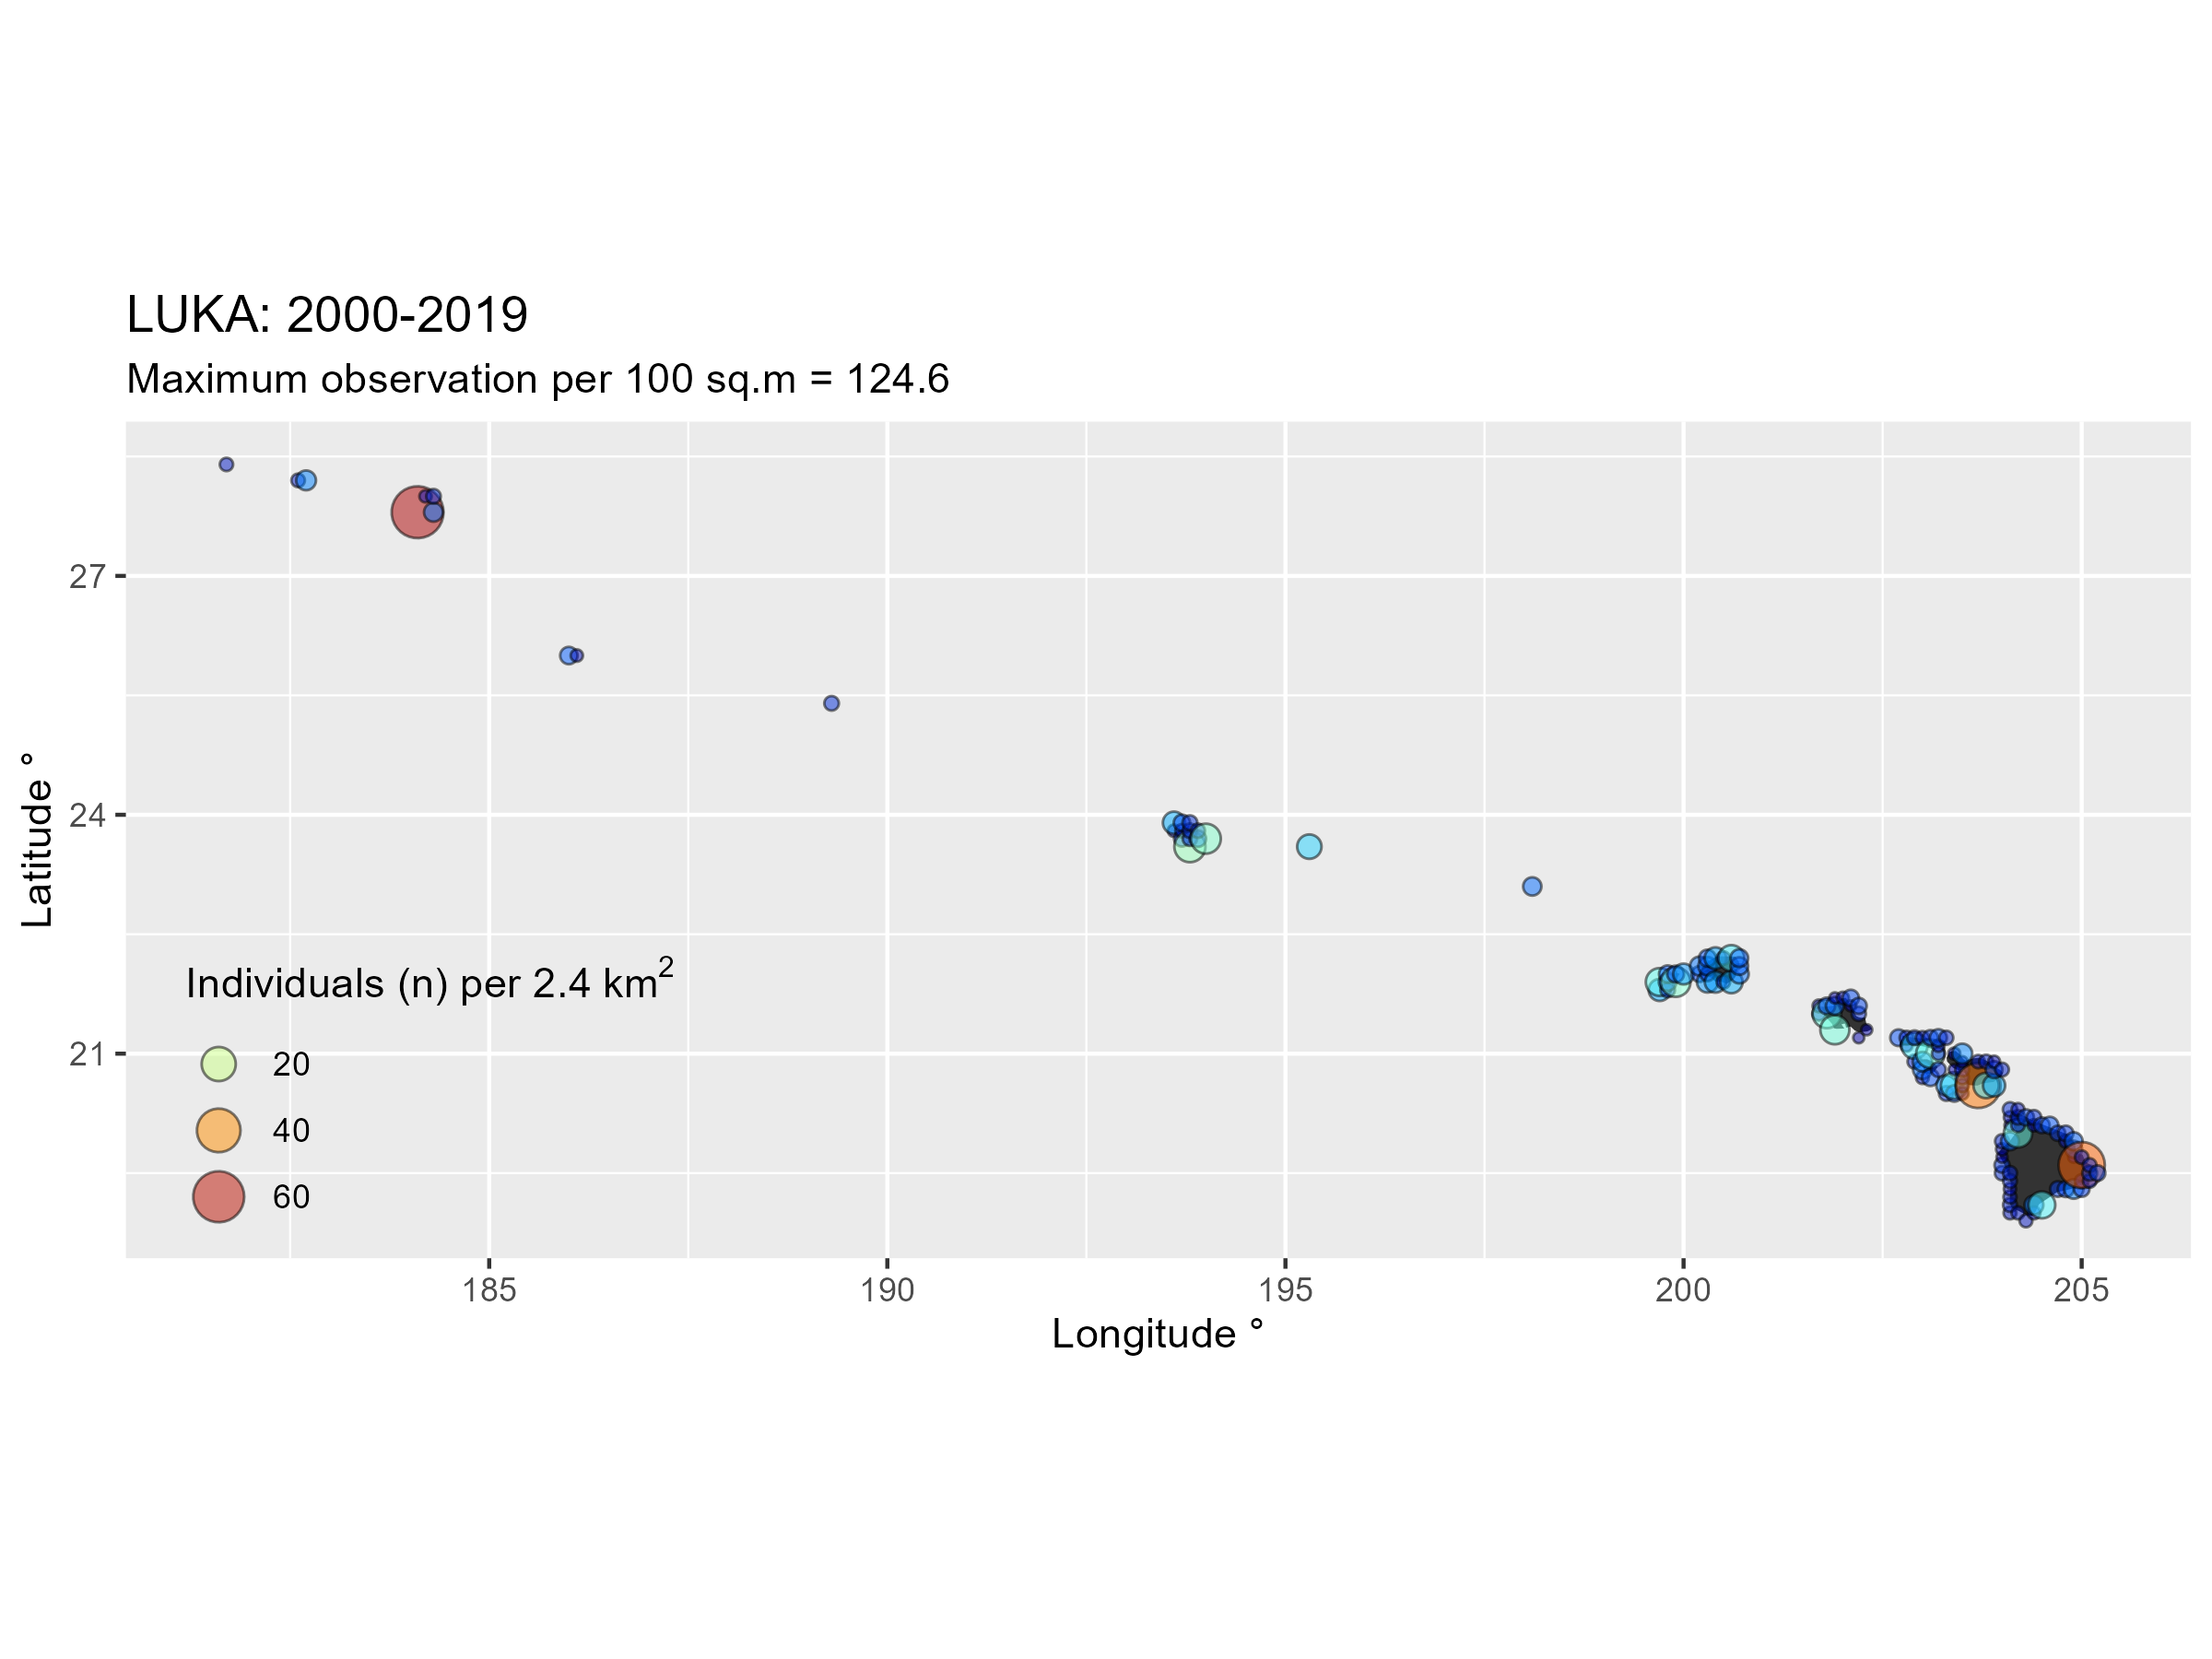 LUKA: 2000-2019
Maximum observation per 100 sq.m = 124.6
27
24
21
Latitude °
Individuals (n) per 2.4 km²
20
40
60
185 190 195 200 205
Longitude °